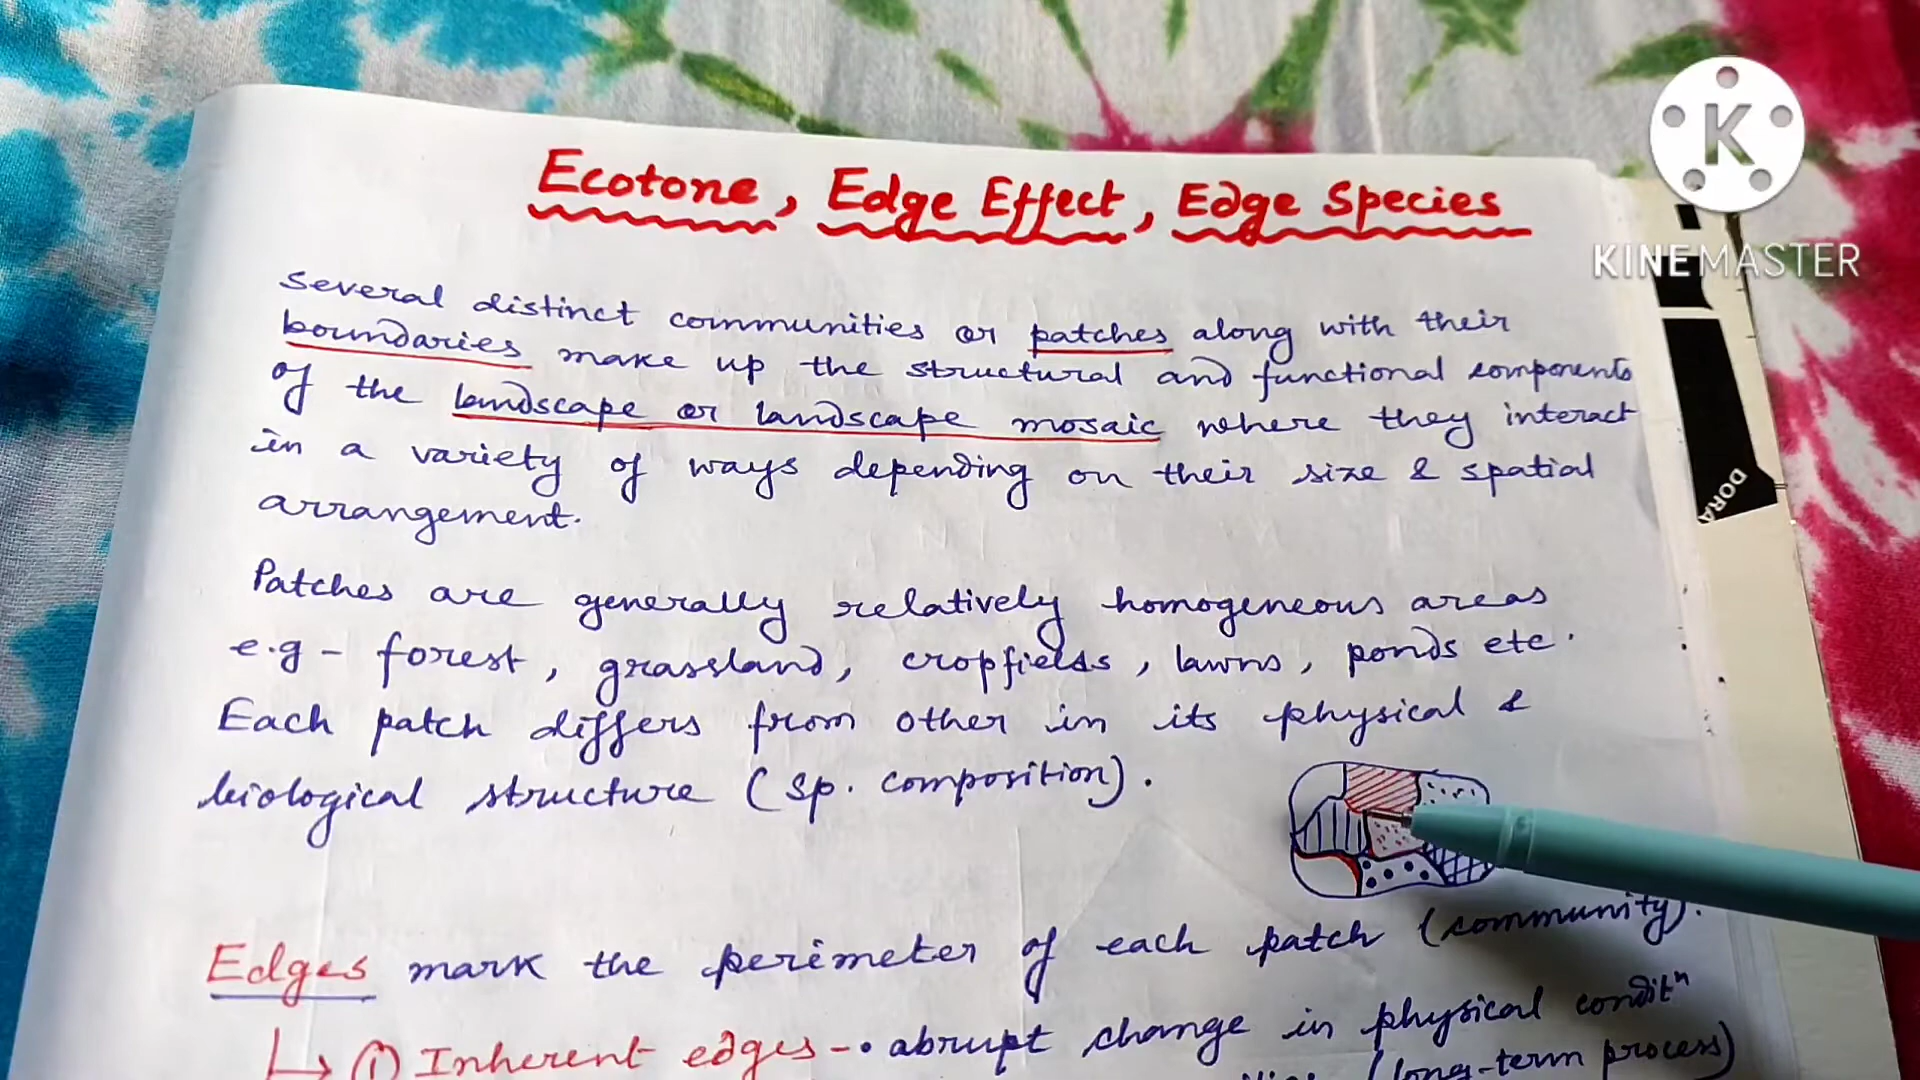 KINEMASTER
Ecotone, Edge Effect, Edge Species
Several distinct communities or patches along with their
boundaries make up the structural and functional components
of the landscape or landscape mosaic where they interact
in a variety of ways depending on their size & spatial
arrangement.
Patches are generally relatively homogeneous areas
e.g - forest, grassland, cropfields, lawns, ponds etc.
Each patch differs from other in its physical &
biological structure (sp. composition).
Edges mark the perimeter of each patch (community).
↳ ① Inherent edges - • abrupt change in physical conditⁿ
(long-term process)
DORA